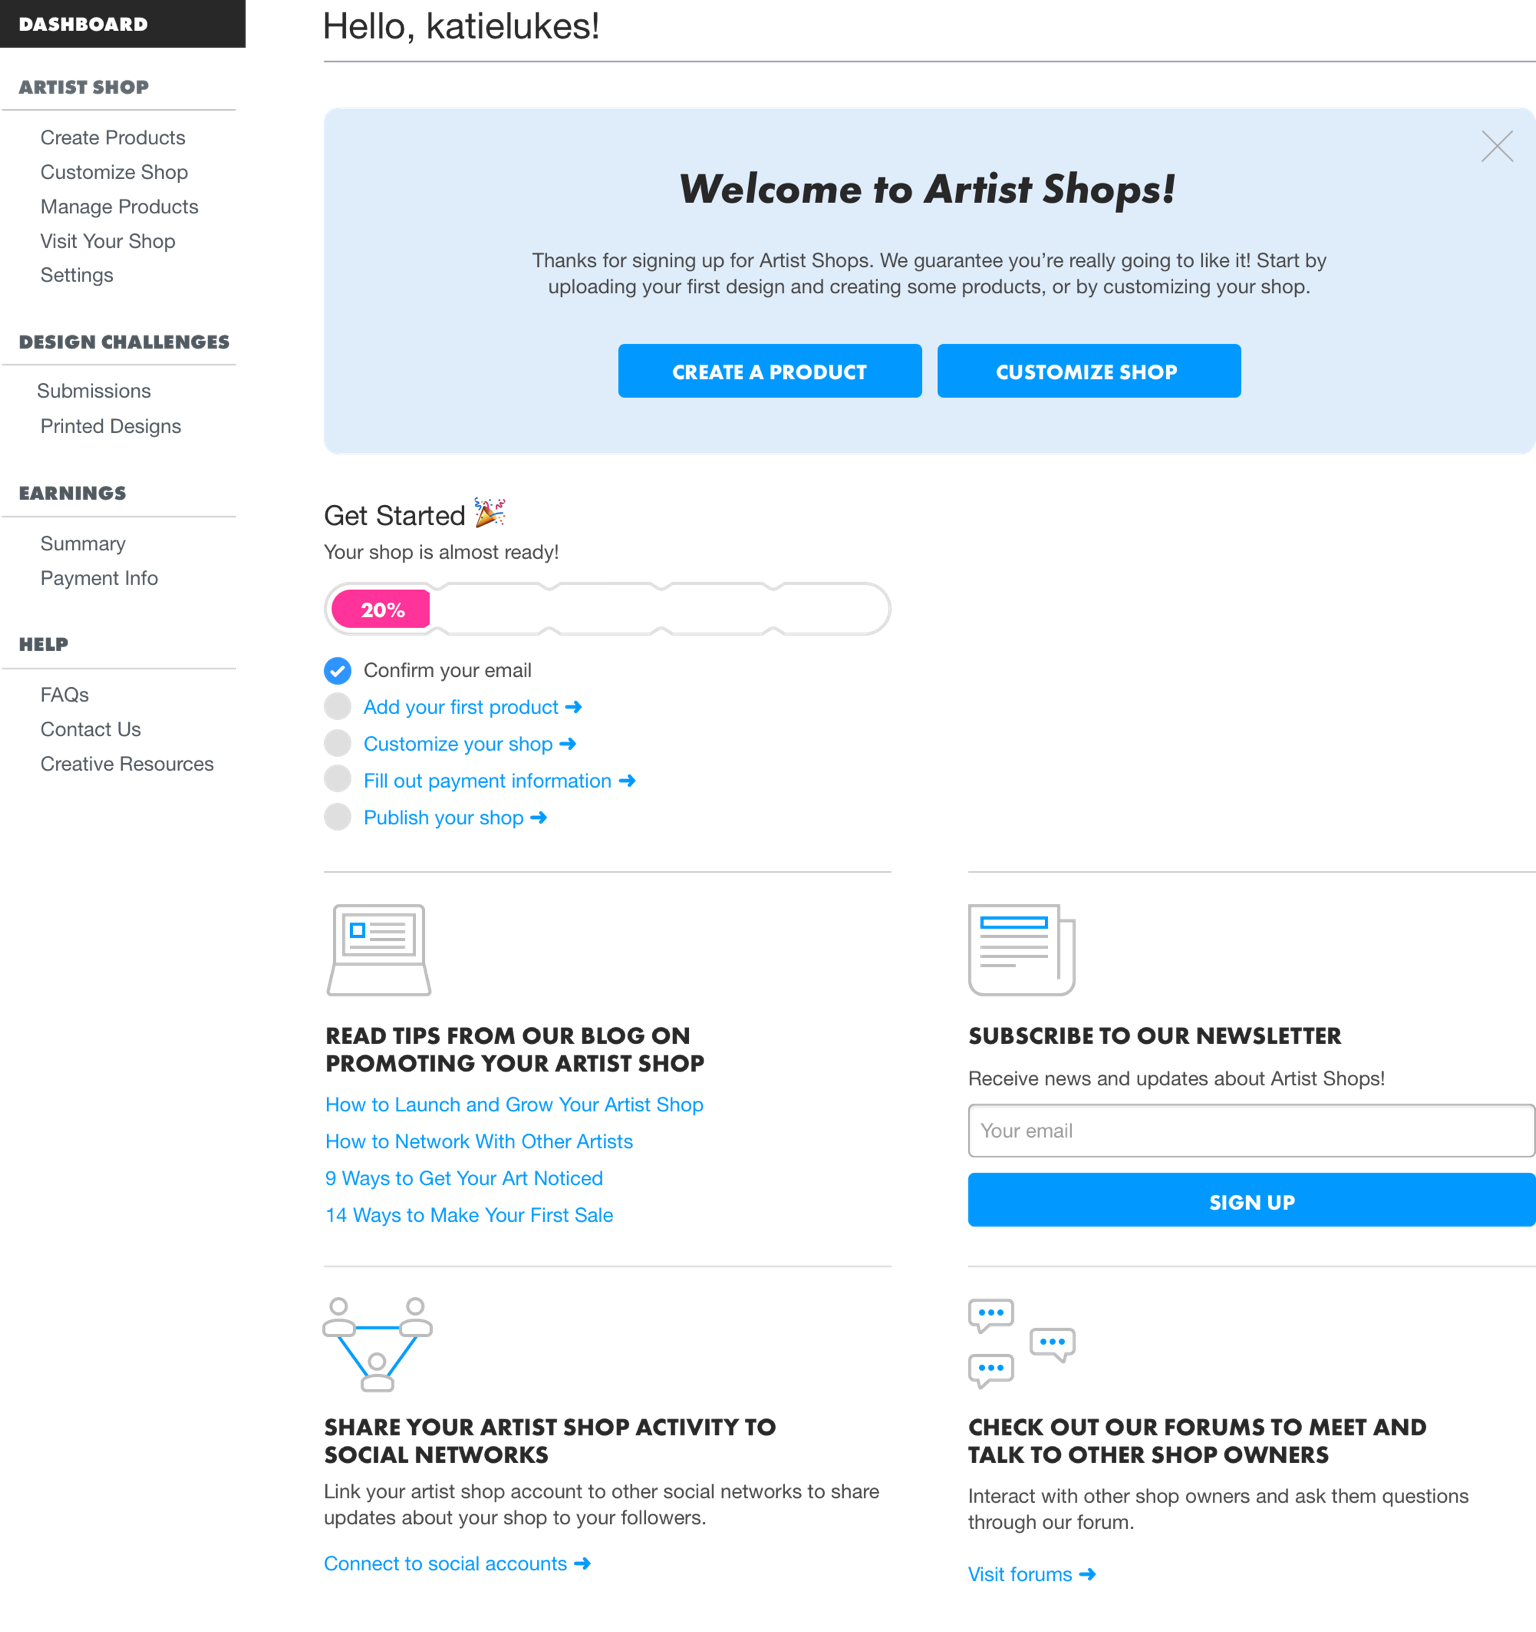 DASHBOARD
ARTIST SHOP
Create Products
Customize Shop
Manage Products
Visit Your Shop
Settings
DESIGN CHALLENGES
Submissions
Printed Designs
EARNINGS
Summary
Payment Info
HELP
FAQs
Contact Us
Creative Resources
Hello, katielukes!
Welcome to Artist Shops!
Thanks for signing up for Artist Shops. We guarantee you’re really going to like it! Start by
uploading your first design and creating some products, or by customizing your shop.
CREATE A PRODUCT
CUSTOMIZE SHOP
Get Started 🎉
Your shop is almost ready!
20%
Confirm your email
Add your first product ➜
Customize your shop ➜
Fill out payment information ➜
Publish your shop ➜
READ TIPS FROM OUR BLOG ON
PROMOTING YOUR ARTIST SHOP
How to Launch and Grow Your Artist Shop
How to Network With Other Artists
9 Ways to Get Your Art Noticed
14 Ways to Make Your First Sale
SUBSCRIBE TO OUR NEWSLETTER
Receive news and updates about Artist Shops!
Your email
SIGN UP
SHARE YOUR ARTIST SHOP ACTIVITY TO
SOCIAL NETWORKS
Link your artist shop account to other social networks to share
updates about your shop to your followers.
Connect to social accounts ➜
CHECK OUT OUR FORUMS TO MEET AND
TALK TO OTHER SHOP OWNERS
Interact with other shop owners and ask them questions
through our forum.
Visit forums ➜